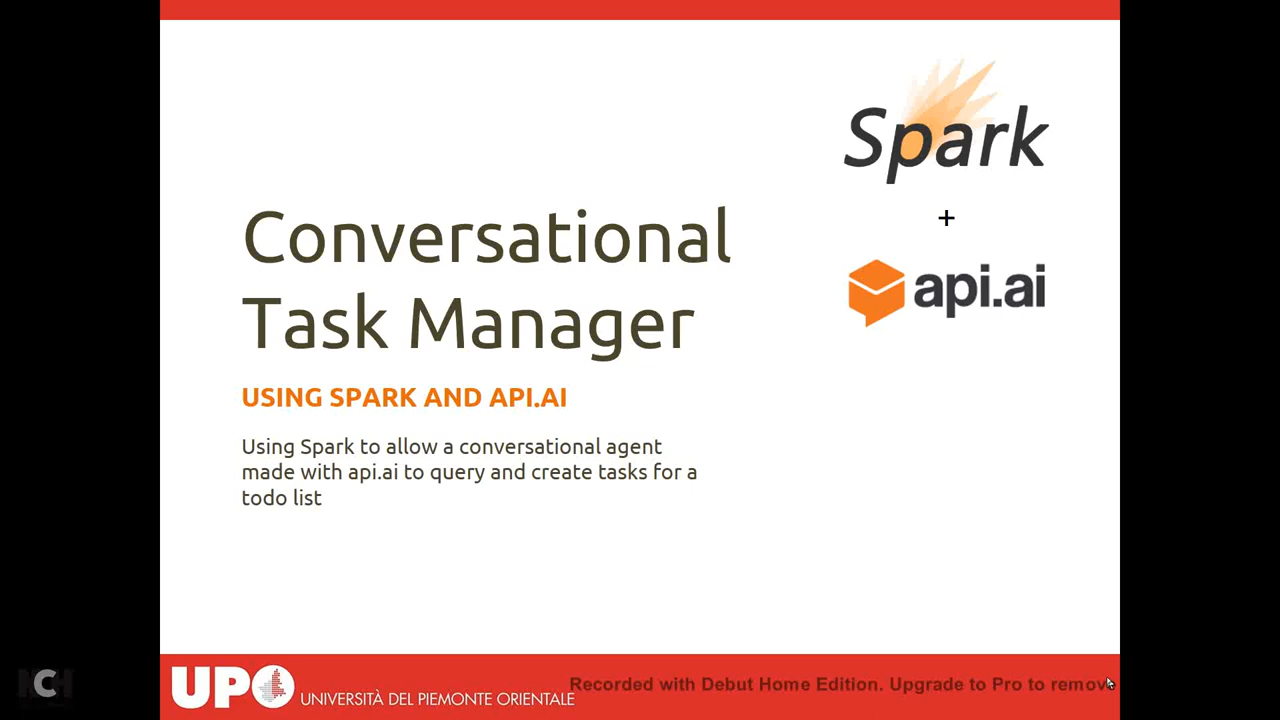 Spark
+
api.ai
Conversational
Task Manager
USING SPARK AND API.AI
Using Spark to allow a conversational agent
made with api.ai to query and create tasks for a
todo list
UPO UNIVERSITÀ DEL PIEMONTE ORIENTALE
Recorded with Debut Home Edition. Upgrade to Pro to remov
NCH